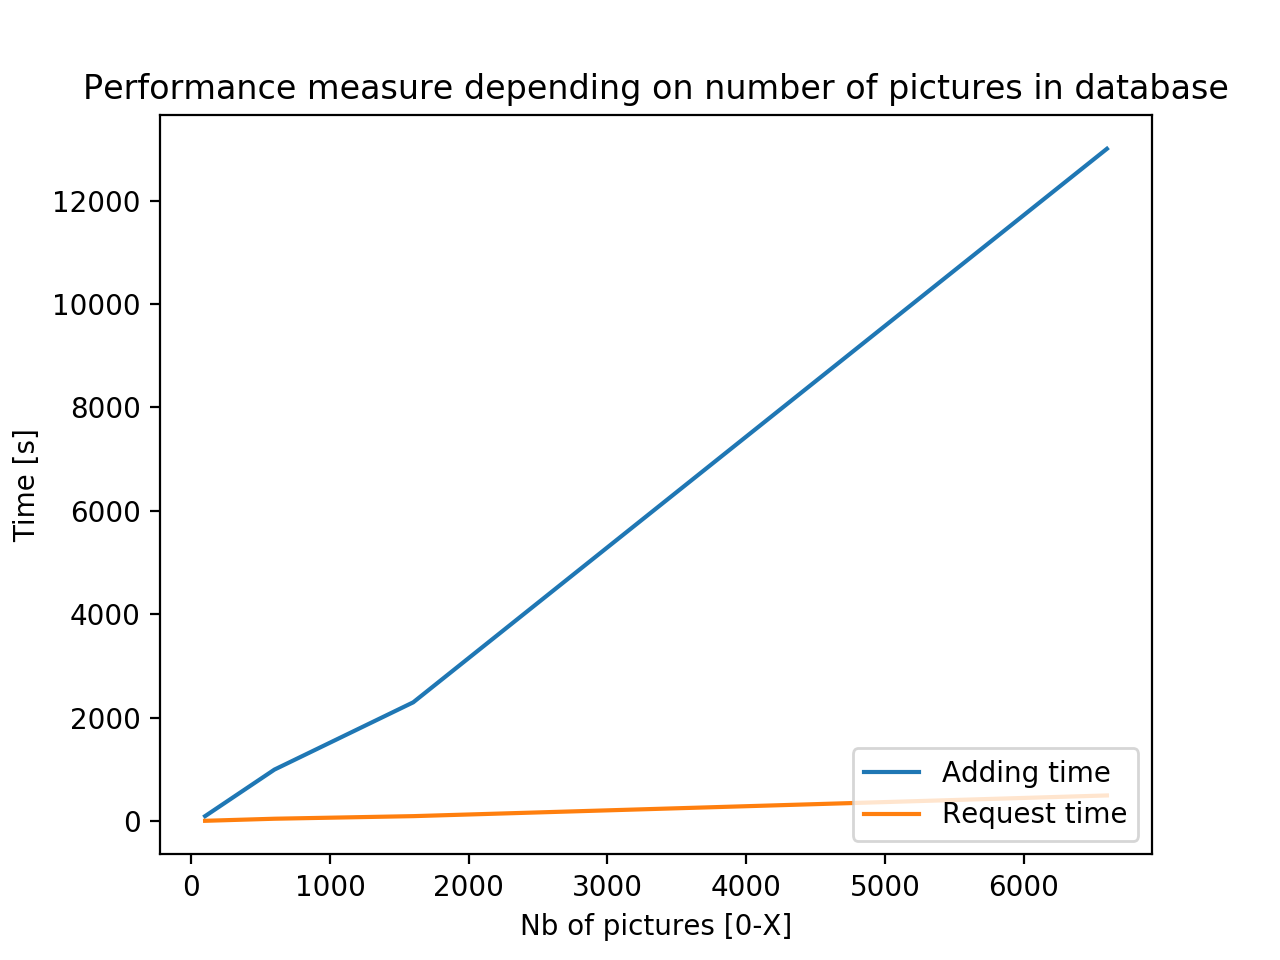 Performance measure depending on number of pictures in database
12000
10000
8000
6000
4000
2000
0
Time [s]
Adding time
Request time
0 1000 2000 3000 4000 5000 6000
Nb of pictures [0-X]